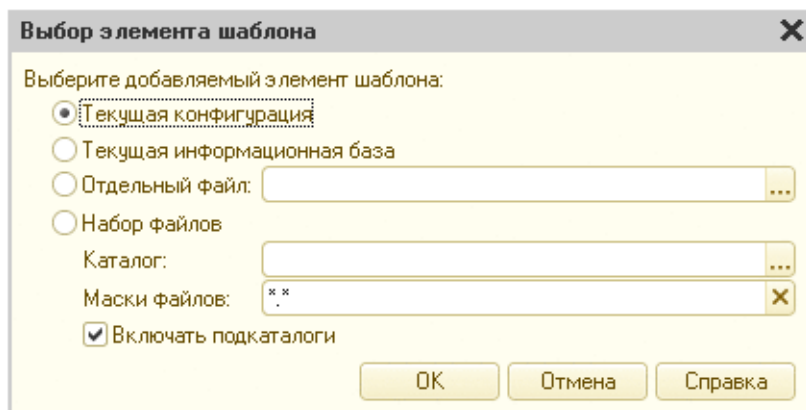 Выбор элемента шаблона
Выберите добавляемый элемент шаблона:
Текущая конфигурация
Текущая информационная база
Отдельный файл: ...
Набор файлов
Каталог: ...
Маски файлов: *.*
Включать подкаталоги
ОК Отмена Справка